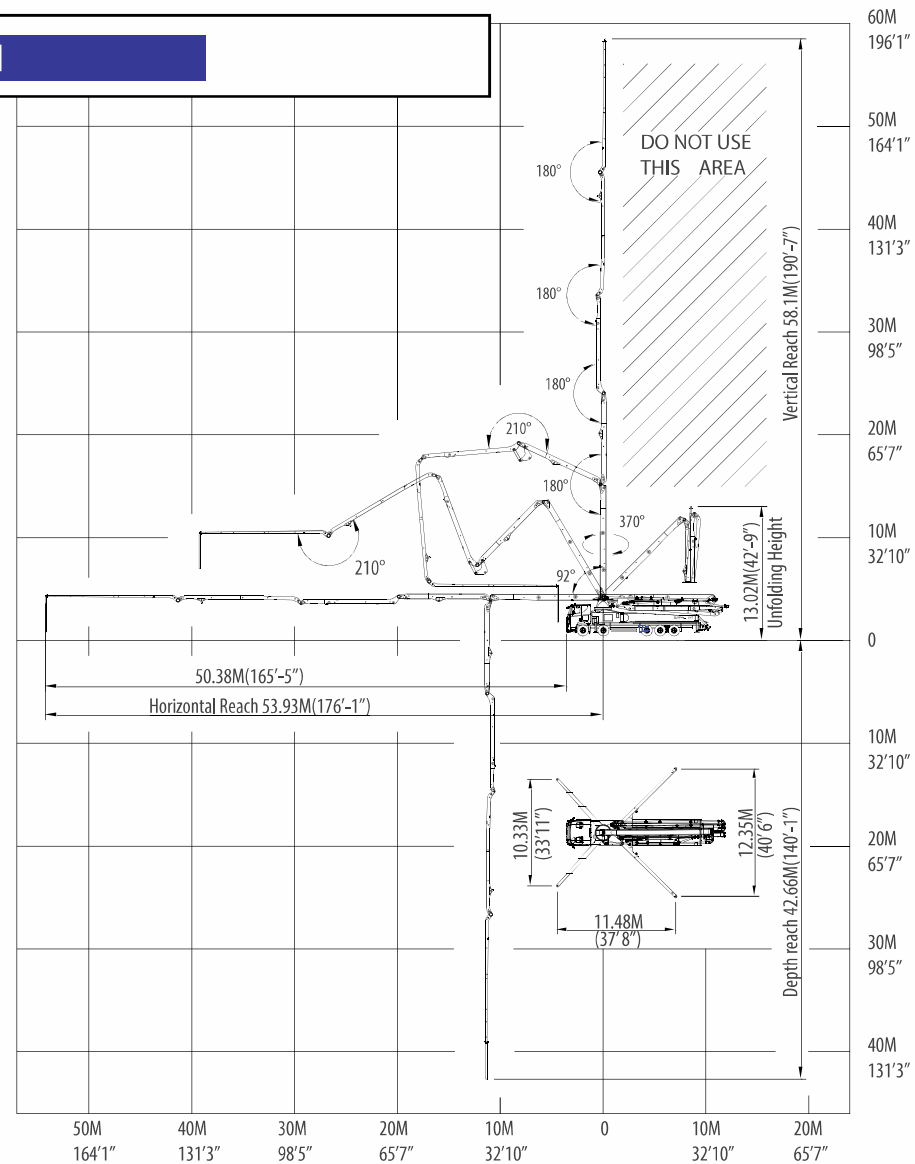 60M
196'1"
50M
164'1"
DO NOT USE
THIS AREA
180°
40M
131'3"
Vertical Reach 58.1M(190'-7")
180°
30M
98'5"
180°
20M
65'7"
210°
180°
370°
13.02M(42'-9")
Unfolding Height
10M
32'10"
210°
92°
0
50.38M(165'-5")
Horizontal Reach 53.93M(176'-1")
10M
32'10"
10.33M
(33'11")
12.35M
(40'6")
20M
65'7"
Depth reach 42.66M(140'-1")
11.48M
(37'8")
30M
98'5"
40M
131'3"
50M 40M 30M 20M 10M 0 10M 20M
164'1" 131'3" 98'5" 65'7" 32'10" 32'10" 65'7"